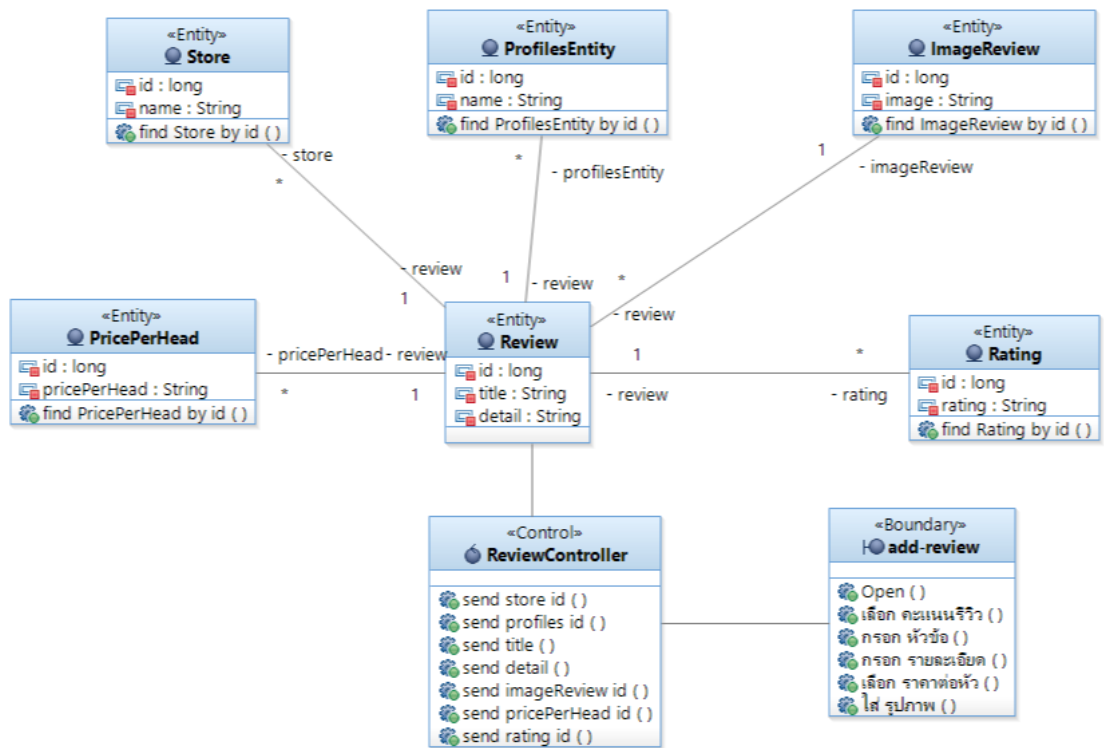 «Entity»
Store
id : long
name : String
find Store by id ( )
«Entity»
ProfilesEntity
id : long
name : String
find ProfilesEntity by id ( )
«Entity»
ImageReview
id : long
image : String
find ImageReview by id ( )
- store
*
*
- profilesEntity
1
- imageReview
- review
1
1
- review
*
- review
«Entity»
PricePerHead
id : long
pricePerHead : String
find PricePerHead by id ( )
- pricePerHead
- review
*
1
«Entity»
Review
id : long
title : String
detail : String
1
- review
*
- rating
«Entity»
Rating
id : long
rating : String
find Rating by id ( )
«Control»
ReviewController
send store id ( )
send profiles id ( )
send title ( )
send detail ( )
send imageReview id ( )
send pricePerHead id ( )
send rating id ( )
«Boundary»
add-review
Open ( )
เลือก คะแนนรีวิว ( )
กรอก หัวข้อ ( )
กรอก รายละเอียด ( )
เลือก ราคาต่อหัว ( )
ใส่ รูปภาพ ( )